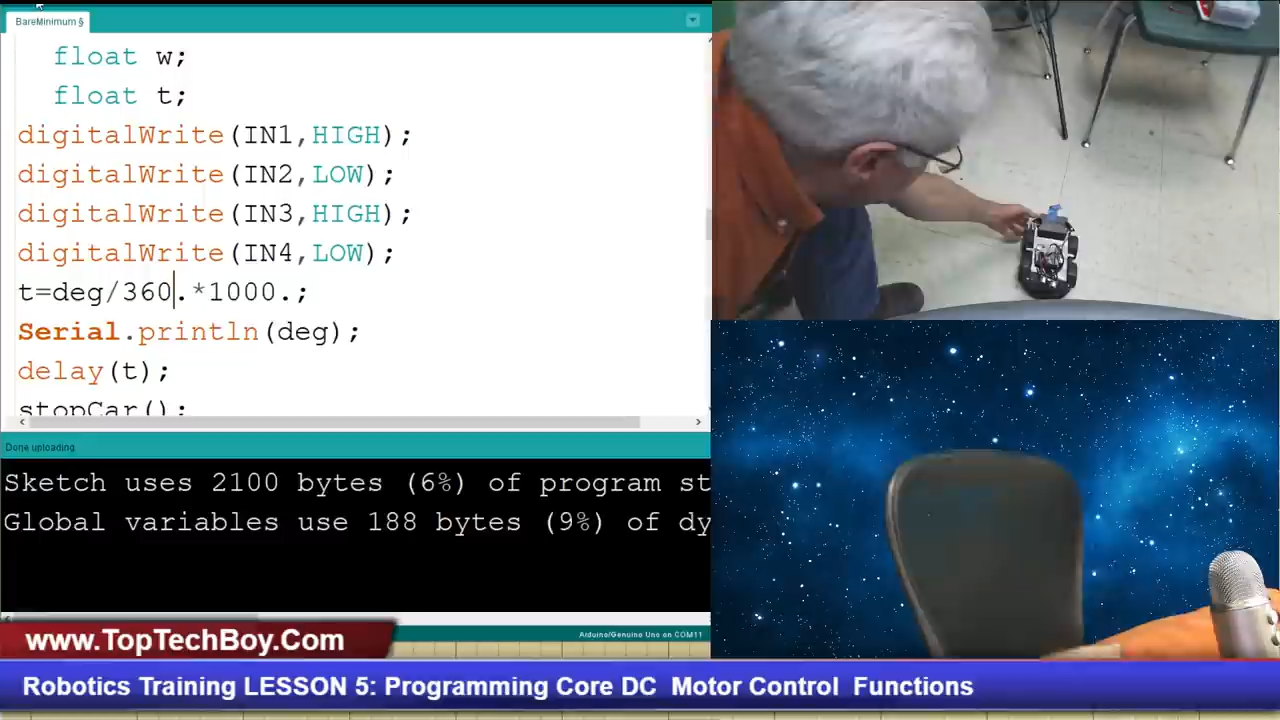 BareMinimum §
float w;
float t;
digitalWrite(IN1,HIGH);
digitalWrite(IN2,LOW);
digitalWrite(IN3,HIGH);
digitalWrite(IN4,LOW);
t=deg/360.*1000.;
Serial.println(deg);
delay(t);
stopCar();
Done uploading.
Sketch uses 2100 bytes (6%) of program st
Global variables use 188 bytes (9%) of dy
Arduino/Genuino Uno on COM11
www.TopTechBoy.Com
Robotics Training LESSON 5: Programming Core DC Motor Control Functions